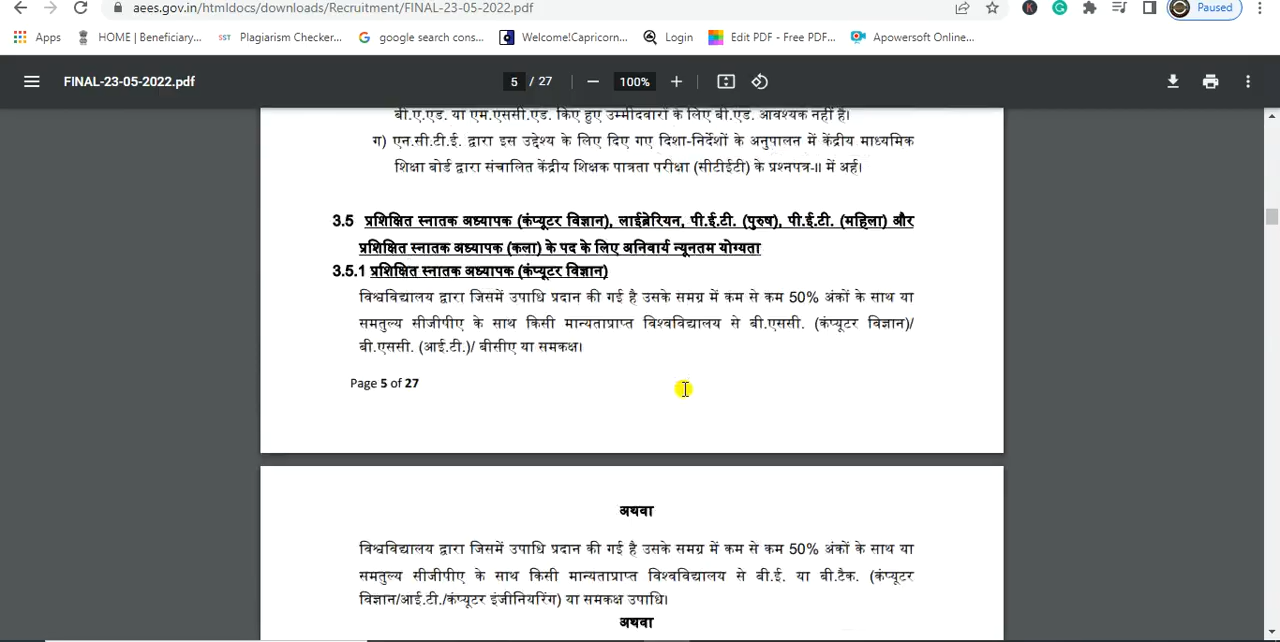 aees.gov.in/htmldocs/downloads/Recruitment/FINAL-23-05-2022.pdf
Paused
Apps
HOME | Beneficiary...
SST Plagiarism Checker...
google search cons...
Welcome!Capricorn...
Login
Edit PDF - Free PDF...
Apowersoft Online...
FINAL-23-05-2022.pdf
5 / 27
100%
बी.ए.एड. या एम.एससी.एड. किए हुए उम्मीदवारों के लिए बी.एड. आवश्यक नहीं है।
ग) एन.सी.टी.ई. द्वारा इस उद्देश्य के लिए दिए गए दिशा-निर्देशों के अनुपालन में केंद्रीय माध्यमिक
शिक्षा बोर्ड द्वारा संचालित केंद्रीय शिक्षक पात्रता परीक्षा (सीटीईटी) के प्रश्नपत्र-II में अर्ह।
3.5 प्रशिक्षित स्नातक अध्यापक (कंप्यूटर विज्ञान), लाईब्रेरियन, पी.ई.टी. (पुरुष), पी.ई.टी. (महिला) और
प्रशिक्षित स्नातक अध्यापक (कला) के पद के लिए अनिवार्य न्यूनतम योग्यता
3.5.1 प्रशिक्षित स्नातक अध्यापक (कंप्यूटर विज्ञान)
विश्वविद्यालय द्वारा जिसमें उपाधि प्रदान की गई है उसके समग्र में कम से कम 50% अंकों के साथ या
समतुल्य सीजीपीए के साथ किसी मान्यताप्राप्त विश्वविद्यालय से बी.एससी. (कंप्यूटर विज्ञान)/
बी.एससी. (आई.टी.)/ बीसीए या समकक्ष।
Page 5 of 27
अथवा
विश्वविद्यालय द्वारा जिसमें उपाधि प्रदान की गई है उसके समग्र में कम से कम 50% अंकों के साथ या
समतुल्य सीजीपीए के साथ किसी मान्यताप्राप्त विश्वविद्यालय से बी.ई. या बी.टैक. (कंप्यूटर
विज्ञान/आई.टी./कंप्यूटर इंजीनियरिंग) या समकक्ष उपाधि।
अथवा